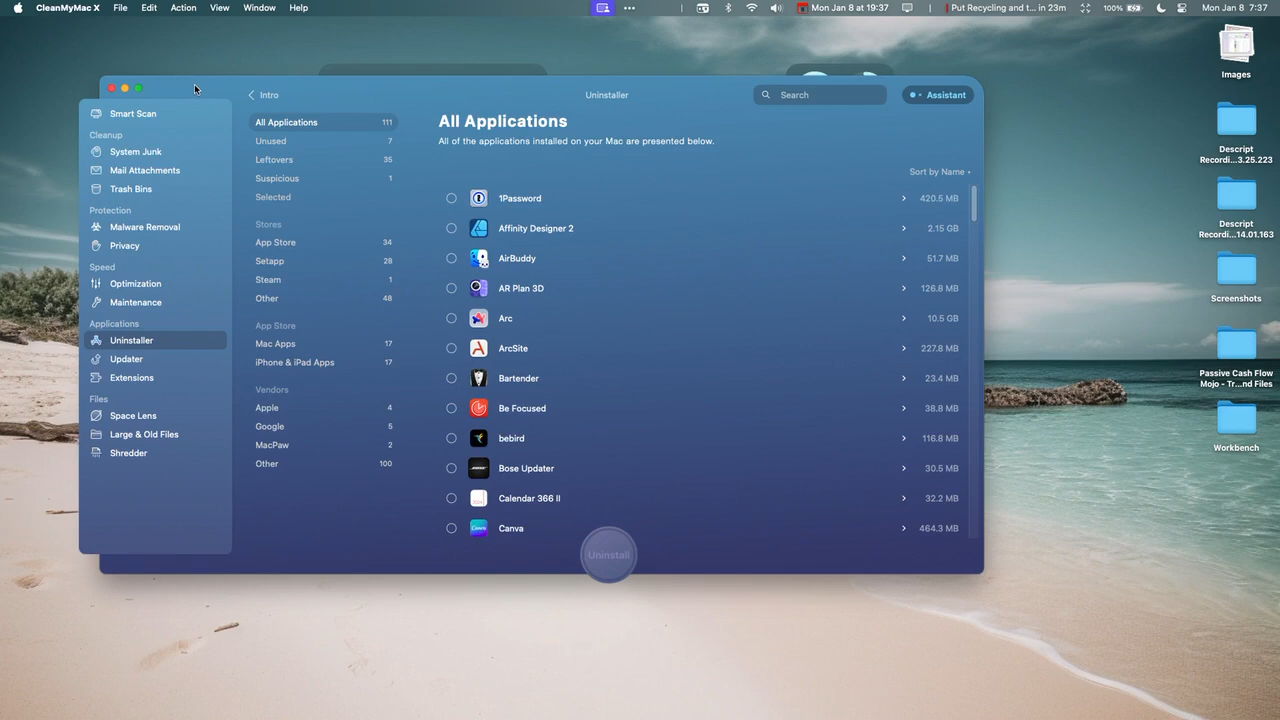 CleanMyMac X File Edit Action View Window Help
Mon Jan 8 at 19:37
Put Recycling and t... in 23m
100%
Mon Jan 8 7:37
Intro
Uninstaller
Search
Assistant
Smart Scan
Cleanup
System Junk
Mail Attachments
Trash Bins
Protection
Malware Removal
Privacy
Speed
Optimization
Maintenance
Applications
Uninstaller
Updater
Extensions
Files
Space Lens
Large & Old Files
Shredder
All Applications 111
Unused 7
Leftovers 35
Suspicious 1
Selected
Stores
App Store 34
Setapp 28
Steam 1
Other 48
App Store
Mac Apps 17
iPhone & iPad Apps 17
Vendors
Apple 4
Google 5
MacPaw 2
Other 100
All Applications
All of the applications installed on your Mac are presented below.
Sort by Name
1Password 420.5 MB
Affinity Designer 2 2.15 GB
AirBuddy 51.7 MB
AR Plan 3D 126.8 MB
Arc 10.5 GB
ArcSite 227.8 MB
Bartender 23.4 MB
Be Focused 38.8 MB
bebird 116.8 MB
Bose Updater 30.5 MB
Calendar 366 II 32.2 MB
Canva 464.3 MB
Uninstall
Images
Descript
Recordi...3.25.223
Descript
Recordi...14.01.163
Screenshots
Passive Cash Flow
Mojo - Tr...nd Files
Workbench